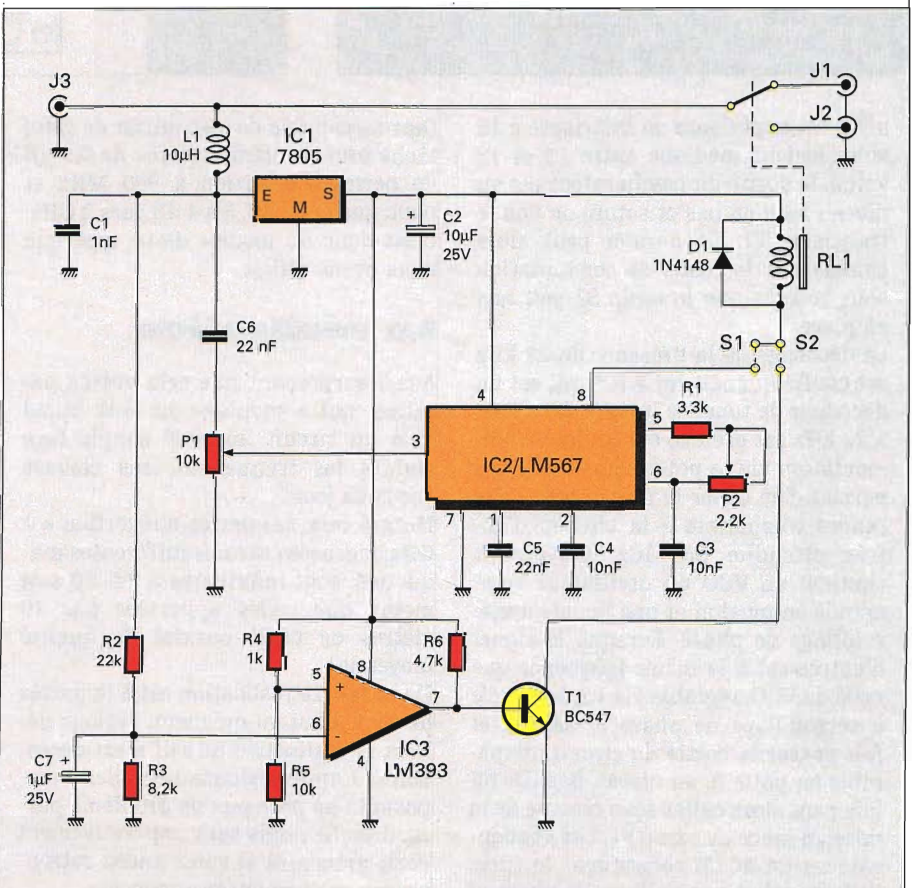 J3
J1
J2
L1
10µH
IC1
7805
E
S
M
C1
1nF
C2
10µF
25V
D1
1N4148
RL1
S1
S2
C6
22 nF
P1
10k
4
8
3
IC2/LM567
5
R1
3,3k
6
P2
2,2k
7
1
2
C5
22nF
C4
10nF
C3
10nF
R2
22k
R4
1k
R6
4,7k
5
+
8
7
6
-
4
IC3
LM393
T1
BC547
C7
1µF
25V
+
R3
8,2k
R5
10k
+